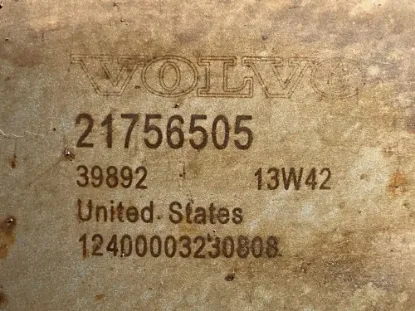 VOLVO
21756505
39892 13W42
United States
12400003230808